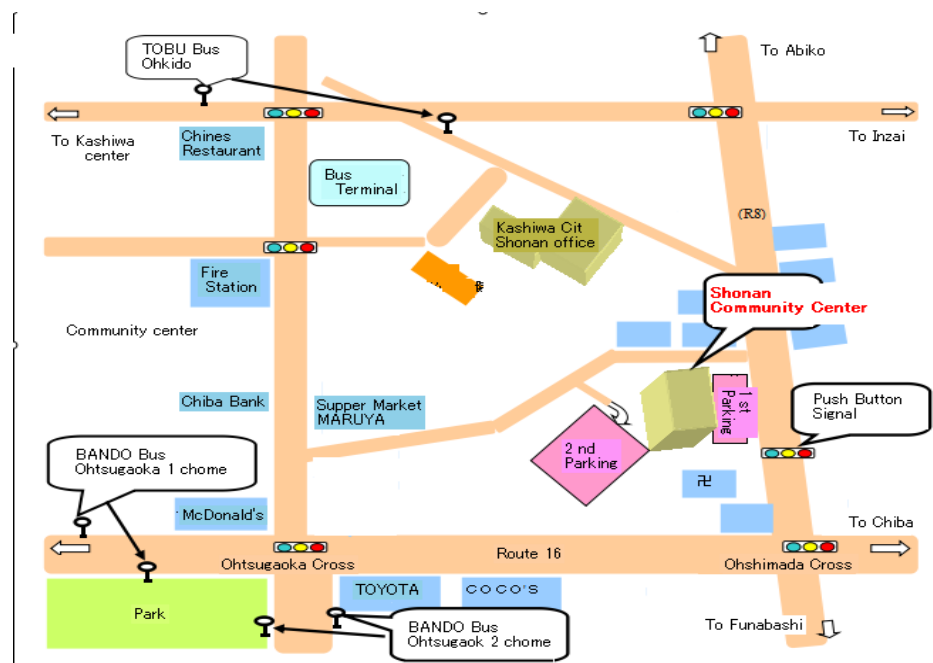 TOBU Bus
Ohkido
To Abiko
To Kashiwa
center
Chines
Restaurant
To Inzai
Bus
Terminal
(R8)
Kashiwa Cit
Shonan office
Fire
Station
Shonan
Community Center
Community center
Chiba Bank
Supper Market
MARUYA
1 st
Parking
Push Button
Signal
BANDO Bus
Ohtsugaoka 1 chome
2 nd
Parking
卍
McDonald's
To Chiba
Route 16
Ohtsugaoka Cross
Ohshimada Cross
TOYOTA
COCO'S
Park
BANDO Bus
Ohtsugaok 2 chome
To Funabashi